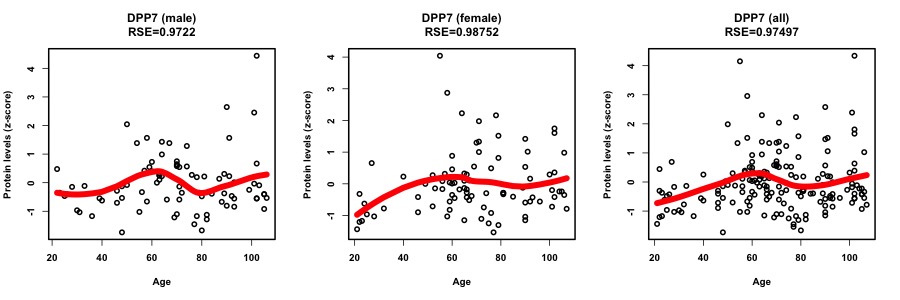 DPP7 (male)
RSE=0.9722
Protein levels (z-score)
4
3
2
1
0
-1
20 40 60 80 100
Age
DPP7 (female)
RSE=0.98752
Protein levels (z-score)
4
3
2
1
0
-1
20 40 60 80 100
Age
DPP7 (all)
RSE=0.97497
Protein levels (z-score)
4
3
2
1
0
-1
20 40 60 80 100
Age